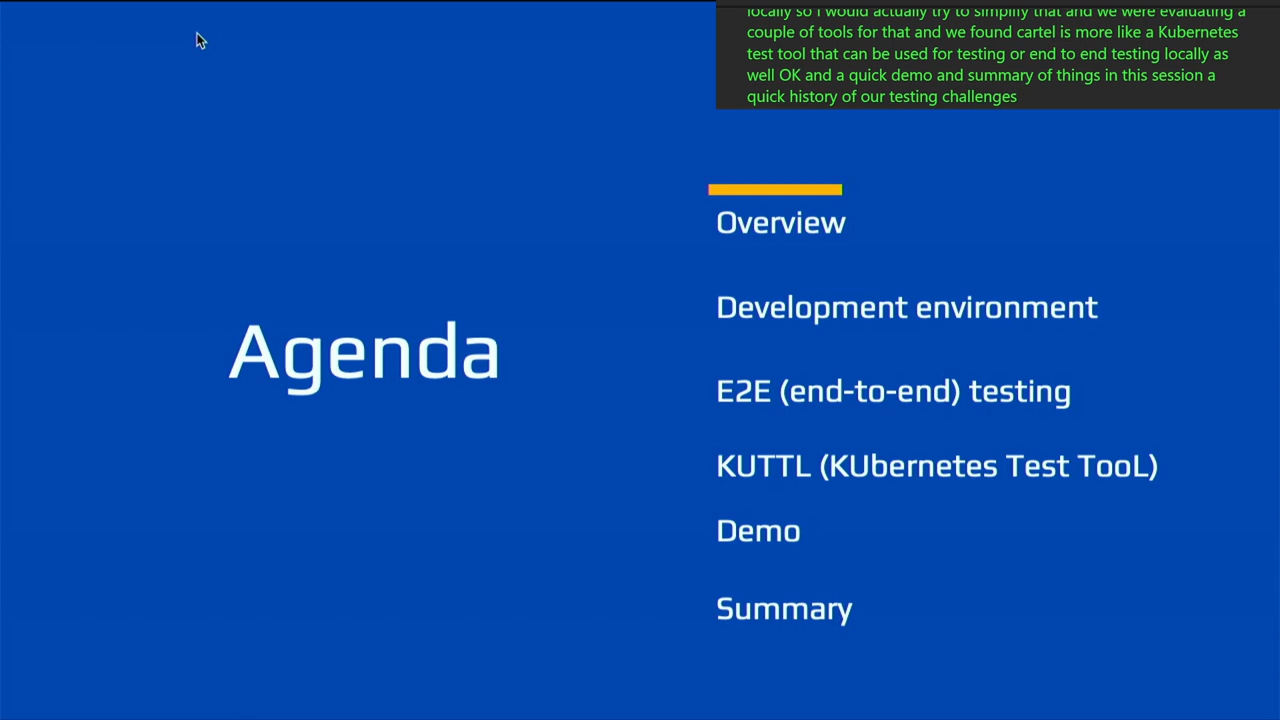 locally so I would actually try to simplify that and we were evaluating a
couple of tools for that and we found cartel is more like a Kubernetes
test tool that can be used for testing or end to end testing locally as
well OK and a quick demo and summary of things in this session a
quick history of our testing challenges
Agenda
Overview
Development environment
E2E (end-to-end) testing
KUTTL (KUbernetes Test TooL)
Demo
Summary